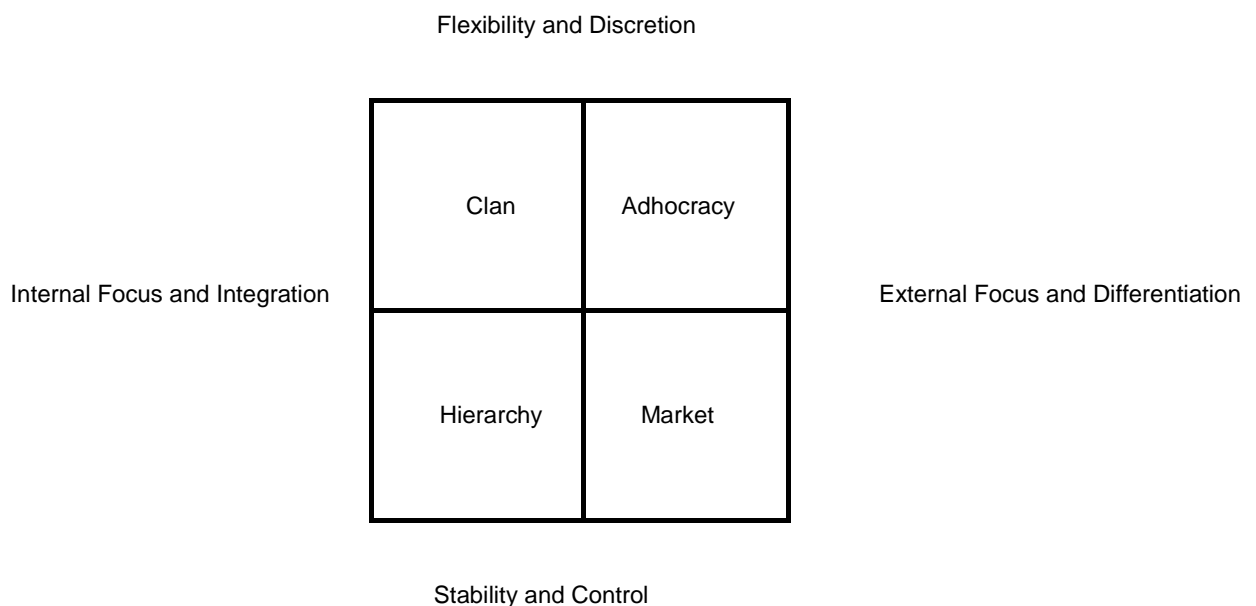 Flexibility and Discretion
Clan Adhocracy
Internal Focus and Integration External Focus and Differentiation
Hierarchy Market
Stability and Control